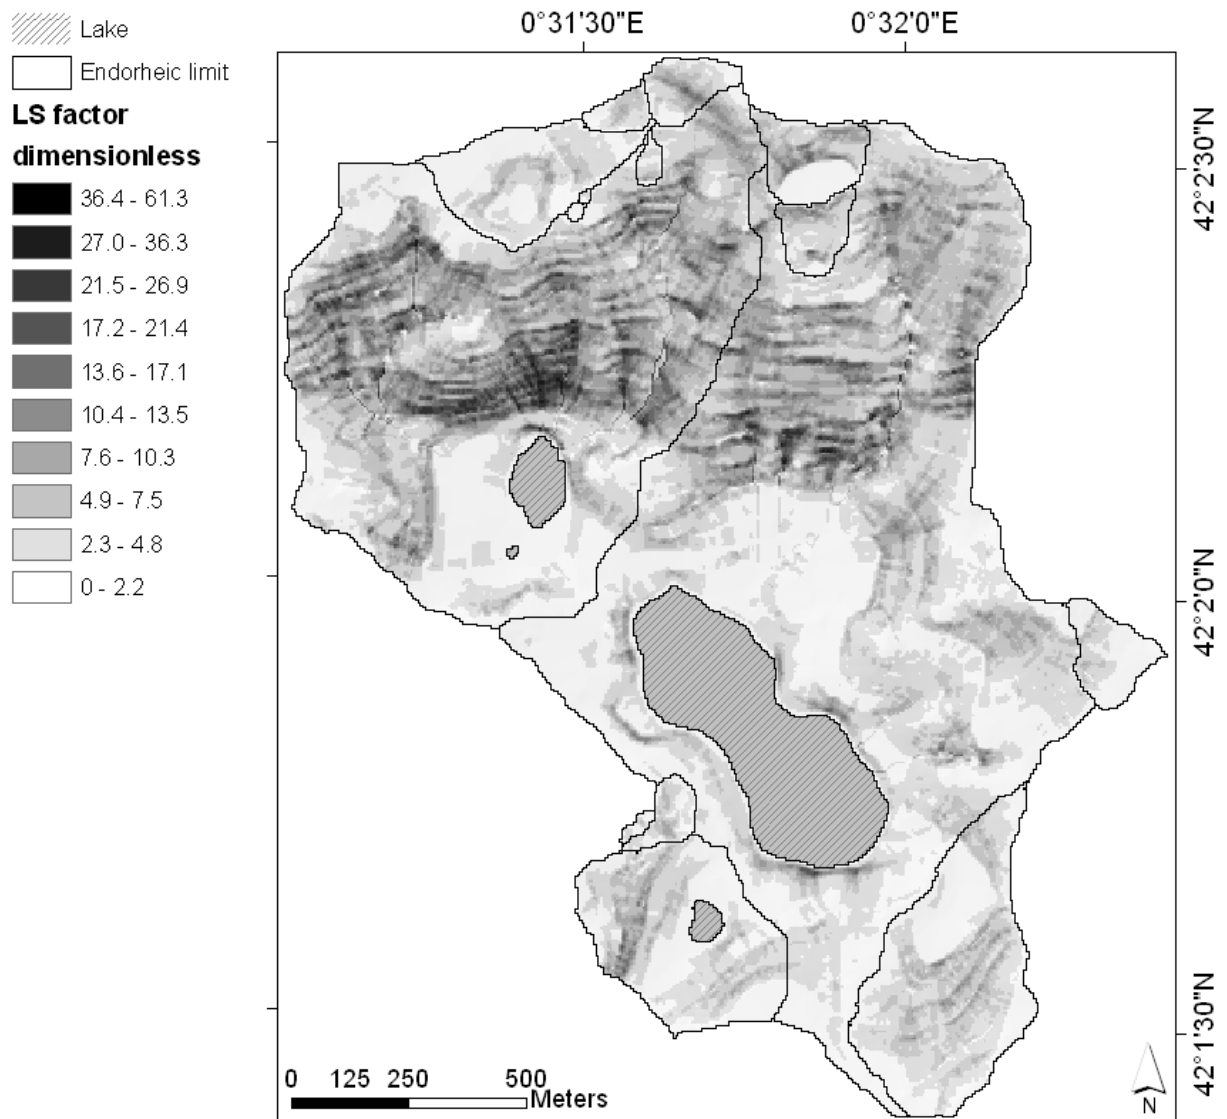 Lake
Endorheic limit
LS factor
dimensionless
36.4 - 61.3
27.0 - 36.3
21.5 - 26.9
17.2 - 21.4
13.6 - 17.1
10.4 - 13.5
7.6 - 10.3
4.9 - 7.5
2.3 - 4.8
0 - 2.2
0°31'30"E 0°32'0"E
42°2'30"N
42°2'0"N
42°1'30"N
0 125 250 500
Meters
N